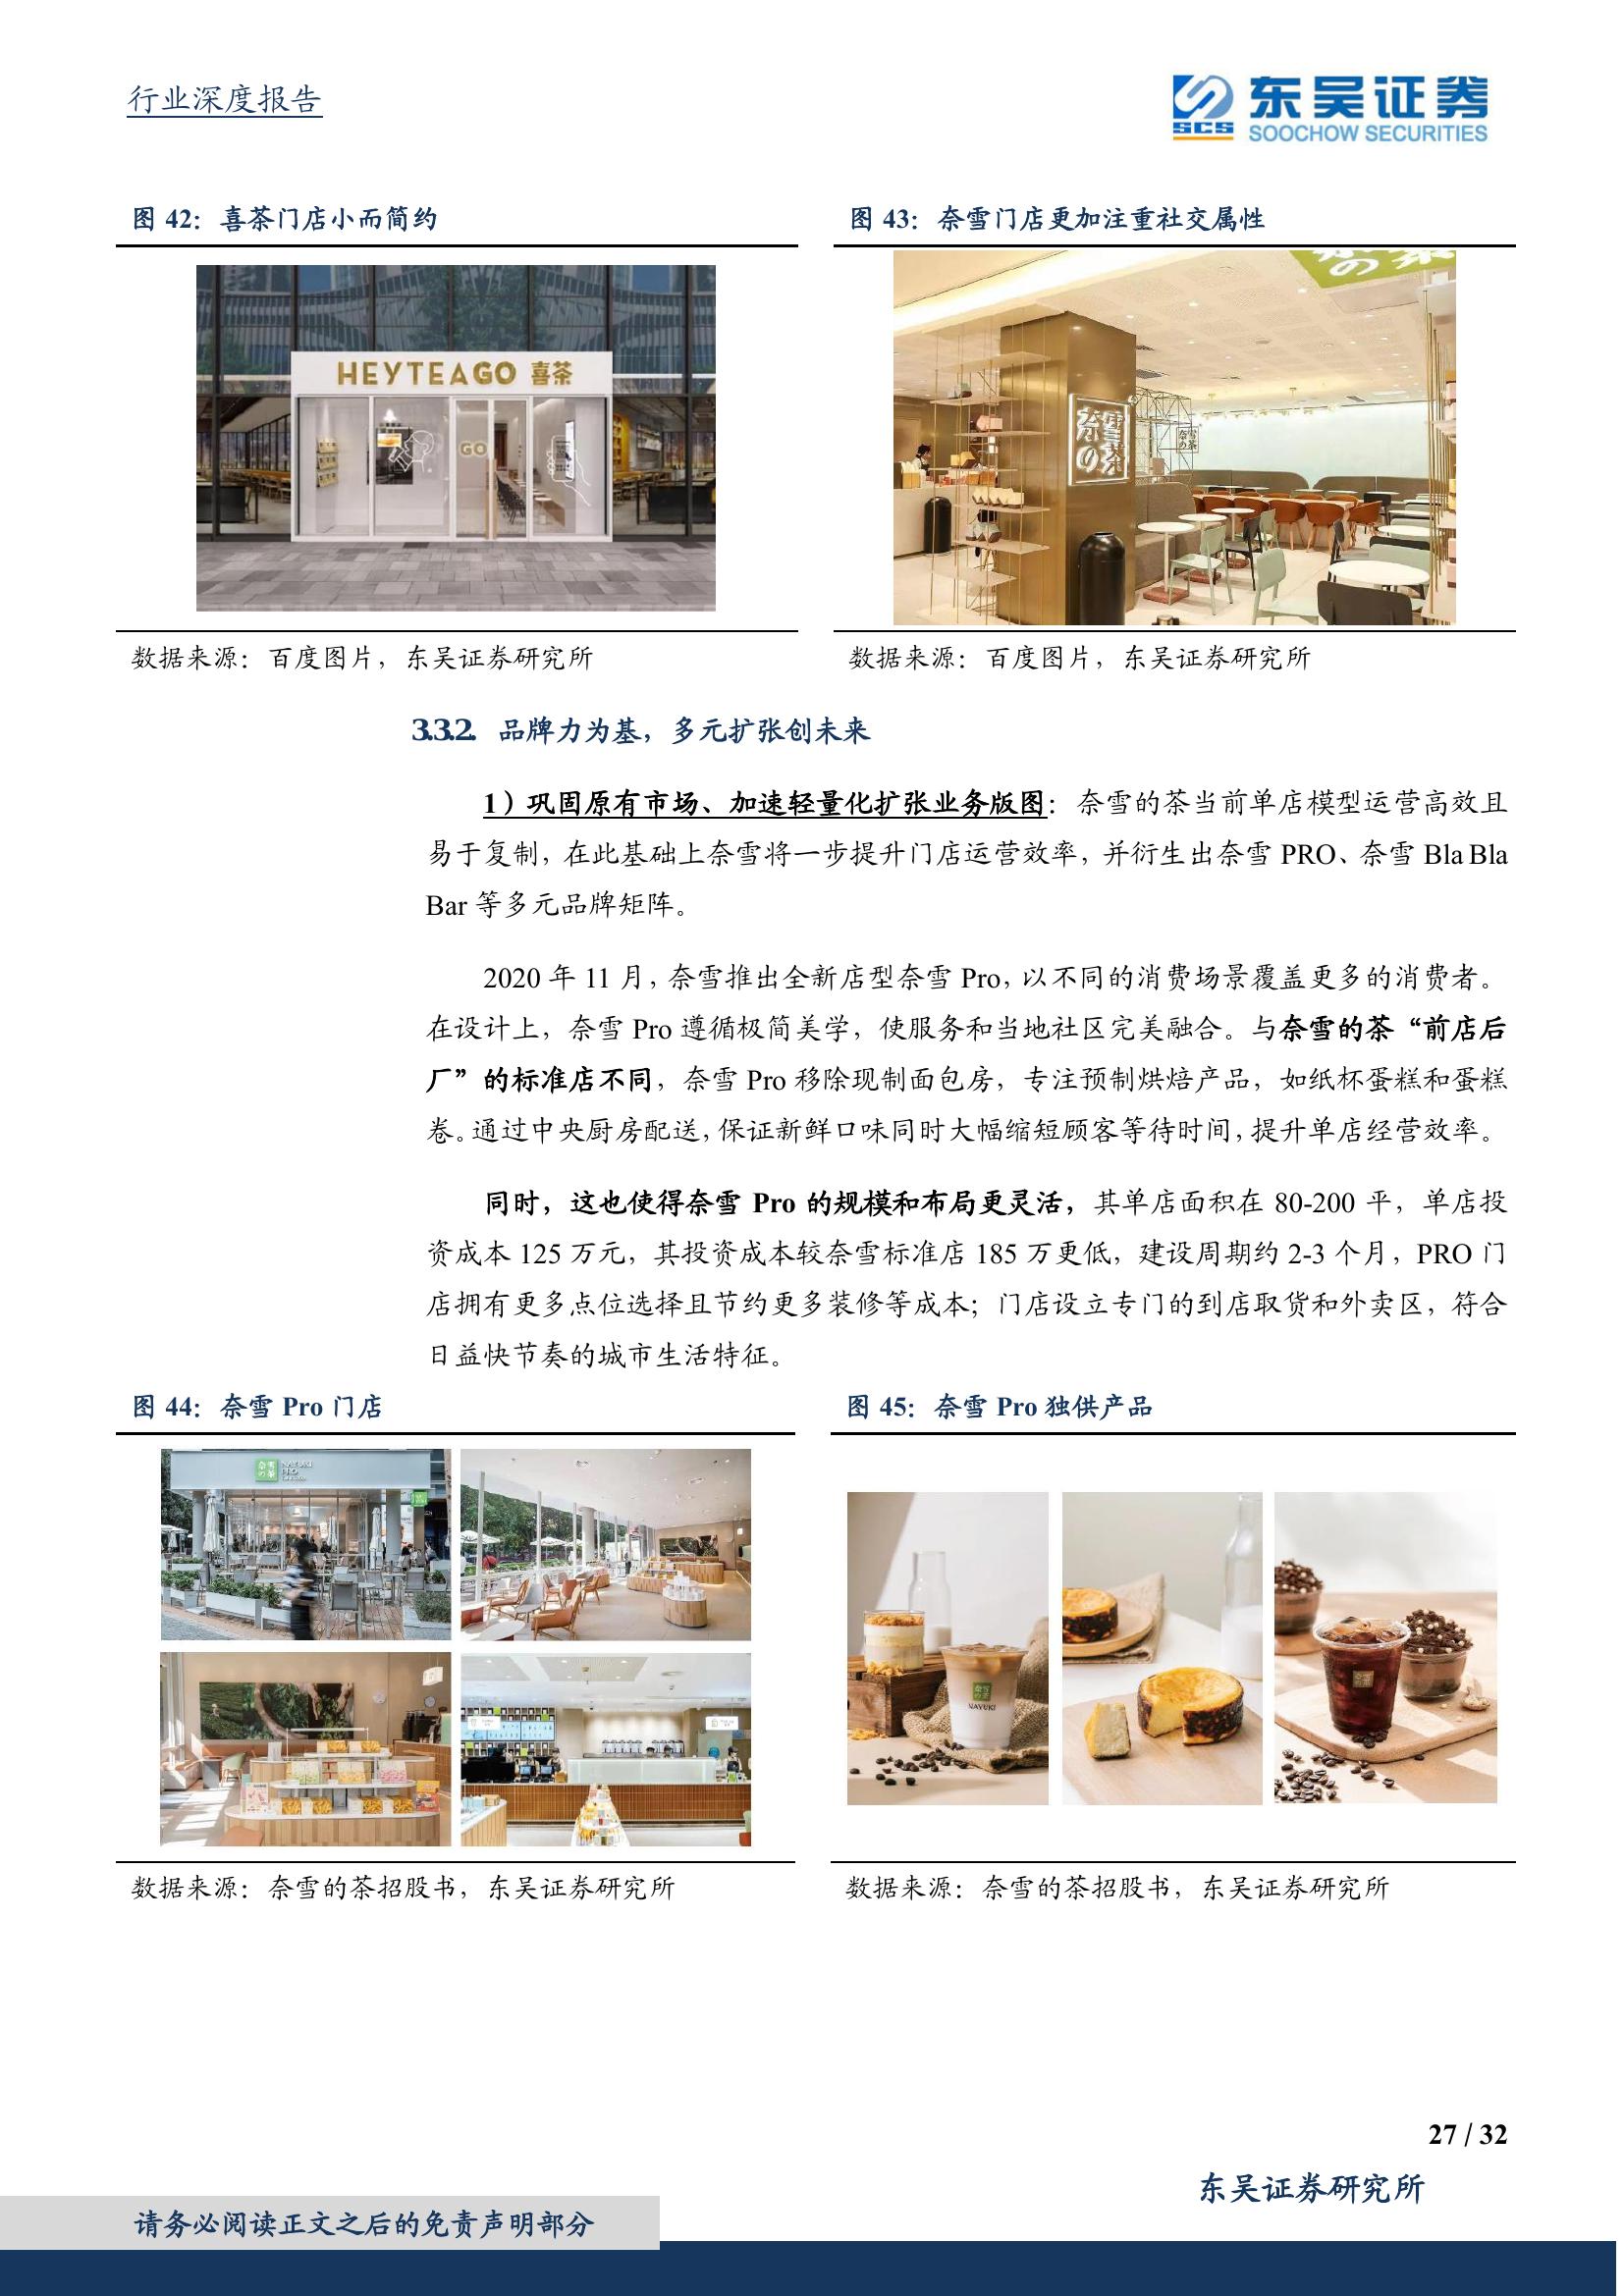 行业深度报告
SCS 东吴证券
SOOCHOW SECURITIES
图 42：喜茶门店小而简约
图 43：奈雪门店更加注重社交属性
HEYTEAGO 喜茶
GO
奈雪の茶
数据来源：百度图片，东吴证券研究所
数据来源：百度图片，东吴证券研究所
3.3.2. 品牌力为基，多元扩张创未来
1）巩固原有市场、加速轻量化扩张业务版图：奈雪的茶当前单店模型运营高效且
易于复制，在此基础上奈雪将一步提升门店运营效率，并衍生出奈雪 PRO、奈雪 Bla Bla
Bar 等多元品牌矩阵。
2020 年 11 月，奈雪推出全新店型奈雪 Pro，以不同的消费场景覆盖更多的消费者。
在设计上，奈雪 Pro 遵循极简美学，使服务和当地社区完美融合。与奈雪的茶“前店后
厂”的标准店不同，奈雪 Pro 移除现制面包房，专注预制烘焙产品，如纸杯蛋糕和蛋糕
卷。通过中央厨房配送，保证新鲜口味同时大幅缩短顾客等待时间，提升单店经营效率。
同时，这也使得奈雪 Pro 的规模和布局更灵活，其单店面积在 80-200 平，单店投
资成本 125 万元，其投资成本较奈雪标准店 185 万更低，建设周期约 2-3 个月，PRO 门
店拥有更多点位选择且节约更多装修等成本；门店设立专门的到店取货和外卖区，符合
日益快节奏的城市生活特征。
图 44：奈雪 Pro 门店
图 45：奈雪 Pro 独供产品
奈雪の茶
奈雪の茶
NAYUKI
奈雪の茶
数据来源：奈雪的茶招股书，东吴证券研究所
数据来源：奈雪的茶招股书，东吴证券研究所
27 / 32
东吴证券研究所
请务必阅读正文之后的免责声明部分